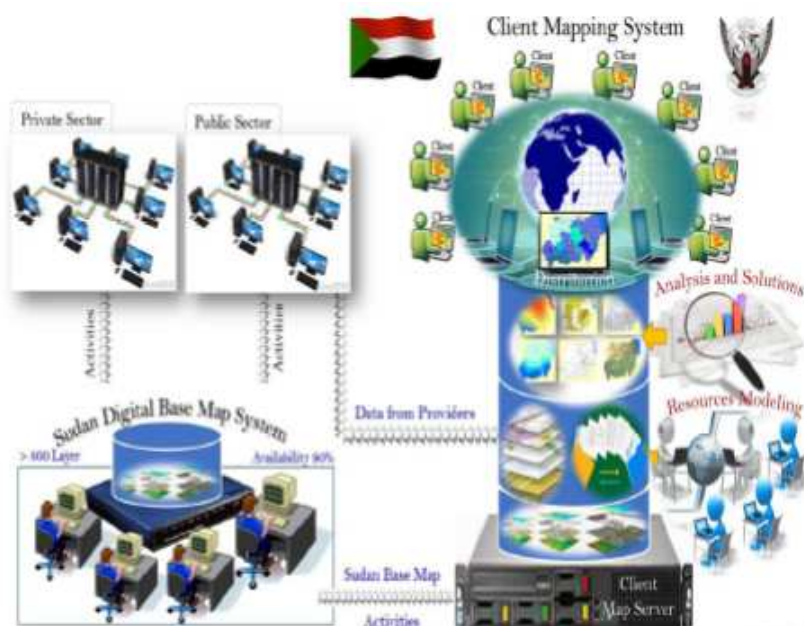 Client Mapping System
Client
Client
Client
Client
Client
Client
Client
Client
Client
Private Sector
Public Sector
Distribution
Analysis and Solutions
Activities
Activities
Resources Modeling
Sudan Digital Base Map System
Data from Providers
> 400 Layer
Availability 90%
Sudan Base Map
Activities
Client
Map Server